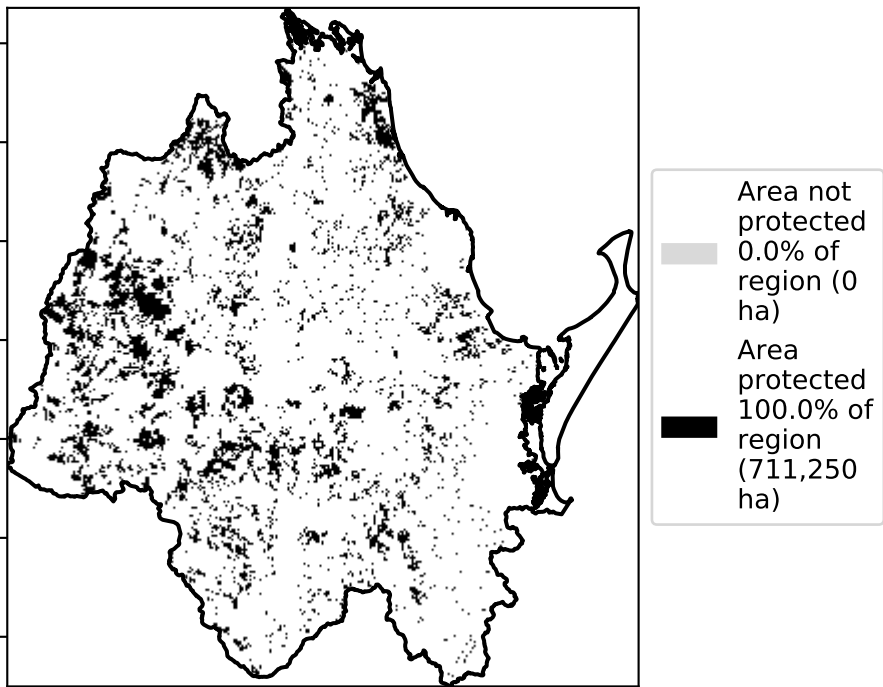 Area not
protected
0.0% of
region (0
ha)
Area
protected
100.0% of
region
(711,250
ha)